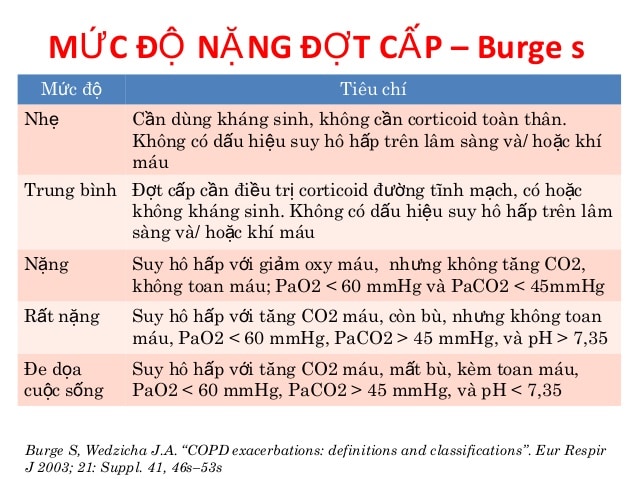 MỨC ĐỘ NẶNG ĐỢT CẤP – Burge s
Mức độ Tiêu chí
Nhẹ Cần dùng kháng sinh, không cần corticoid toàn thân.
Không có dấu hiệu suy hô hấp trên lâm sàng và/ hoặc khí
máu
Trung bình Đợt cấp cần điều trị corticoid đường tĩnh mạch, có hoặc
không kháng sinh. Không có dấu hiệu suy hô hấp trên lâm
sàng và/ hoặc khí máu
Nặng Suy hô hấp với giảm oxy máu, nhưng không tăng CO2,
không toan máu; PaO2 < 60 mmHg và PaCO2 < 45mmHg
Rất nặng Suy hô hấp với tăng CO2 máu, còn bù, nhưng không toan
máu, PaO2 < 60 mmHg, PaCO2 > 45 mmHg, và pH > 7,35
Đe dọa Suy hô hấp với tăng CO2 máu, mất bù, kèm toan máu,
cuộc sống PaO2 < 60 mmHg, PaCO2 > 45 mmHg, và pH < 7,35
Burge S, Wedzicha J.A. “COPD exacerbations: definitions and classifications”. Eur Respir
J 2003; 21: Suppl. 41, 46s–53s